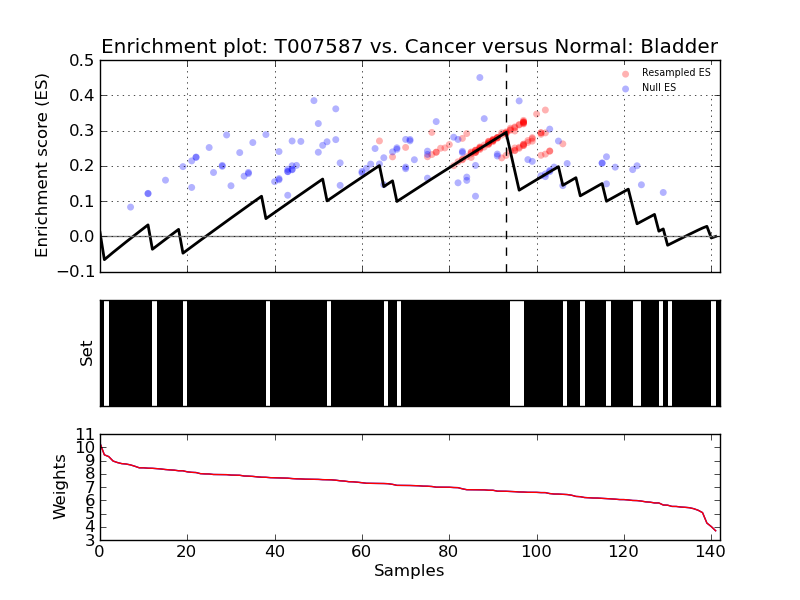 Enrichment plot: T007587 vs. Cancer versus Normal: Bladder
Enrichment score (ES)
0.5
0.4
0.3
0.2
0.1
0.0
−0.1
Resampled ES
Null ES
Set
Weights
11
10
9
8
7
6
5
4
3
0 20 40 60 80 100 120 140
Samples